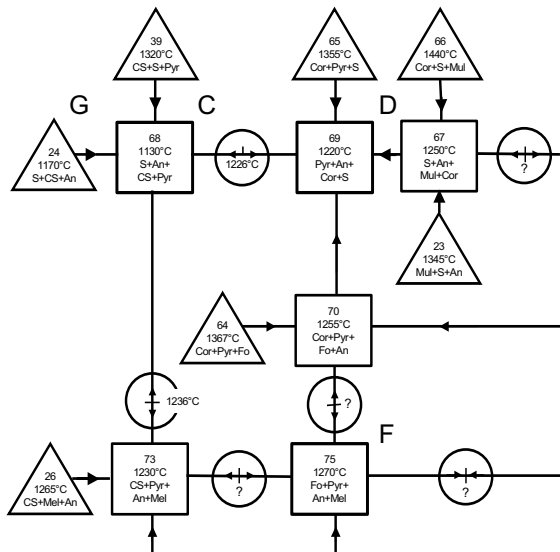 39
1320°C
CS+S+Pyr
65
1355°C
Cor+Pyr+S
66
1440°C
Cor+S+Mul
G
C
D
24
1170°C
S+CS+An
68
1130°C
S+An+
CS+Pyr
1226°C
69
1220°C
Pyr+An+
Cor+S
67
1250°C
S+An+
Mul+Cor
?
23
1345°C
Mul+S+An
64
1367°C
Cor+Pyr+Fo
70
1255°C
Cor+Pyr+
Fo+An
1236°C
?
F
26
1265°C
CS+Mel+An
73
1230°C
CS+Pyr+
An+Mel
?
75
1270°C
Fo+Pyr+
An+Mel
?